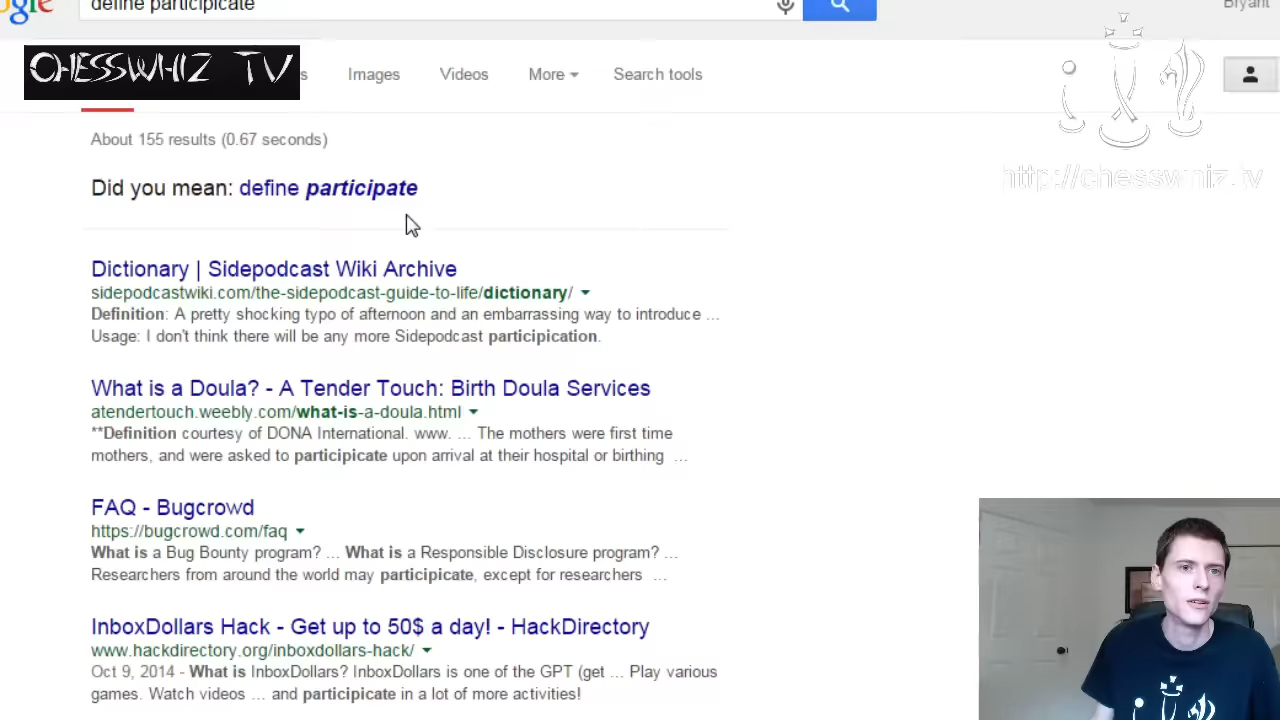 define participicate
Bryant
CHESSWHIZ TV
Images
Videos
More
Search tools
About 155 results (0.67 seconds)
http://chesswhiz.tv
Did you mean: define participate
Dictionary | Sidepodcast Wiki Archive
sidepodcastwiki.com/the-sidepodcast-guide-to-life/dictionary/
Definition: A pretty shocking typo of afternoon and an embarrassing way to introduce ...
Usage: I don't think there will be any more Sidepodcast participication.
What is a Doula? - A Tender Touch: Birth Doula Services
atendertouch.weebly.com/what-is-a-doula.html
**Definition courtesy of DONA International. www. ... The mothers were first time
mothers, and were asked to participicate upon arrival at their hospital or birthing ...
FAQ - Bugcrowd
https://bugcrowd.com/faq
What is a Bug Bounty program? ... What is a Responsible Disclosure program? ...
Researchers from around the world may participicate, except for researchers ...
InboxDollars Hack - Get up to 50$ a day! - HackDirectory
www.hackdirectory.org/inboxdollars-hack/
Oct 9, 2014 - What is InboxDollars? InboxDollars is one of the GPT (get ... Play various
games. Watch videos ... and participicate in a lot of more activities!